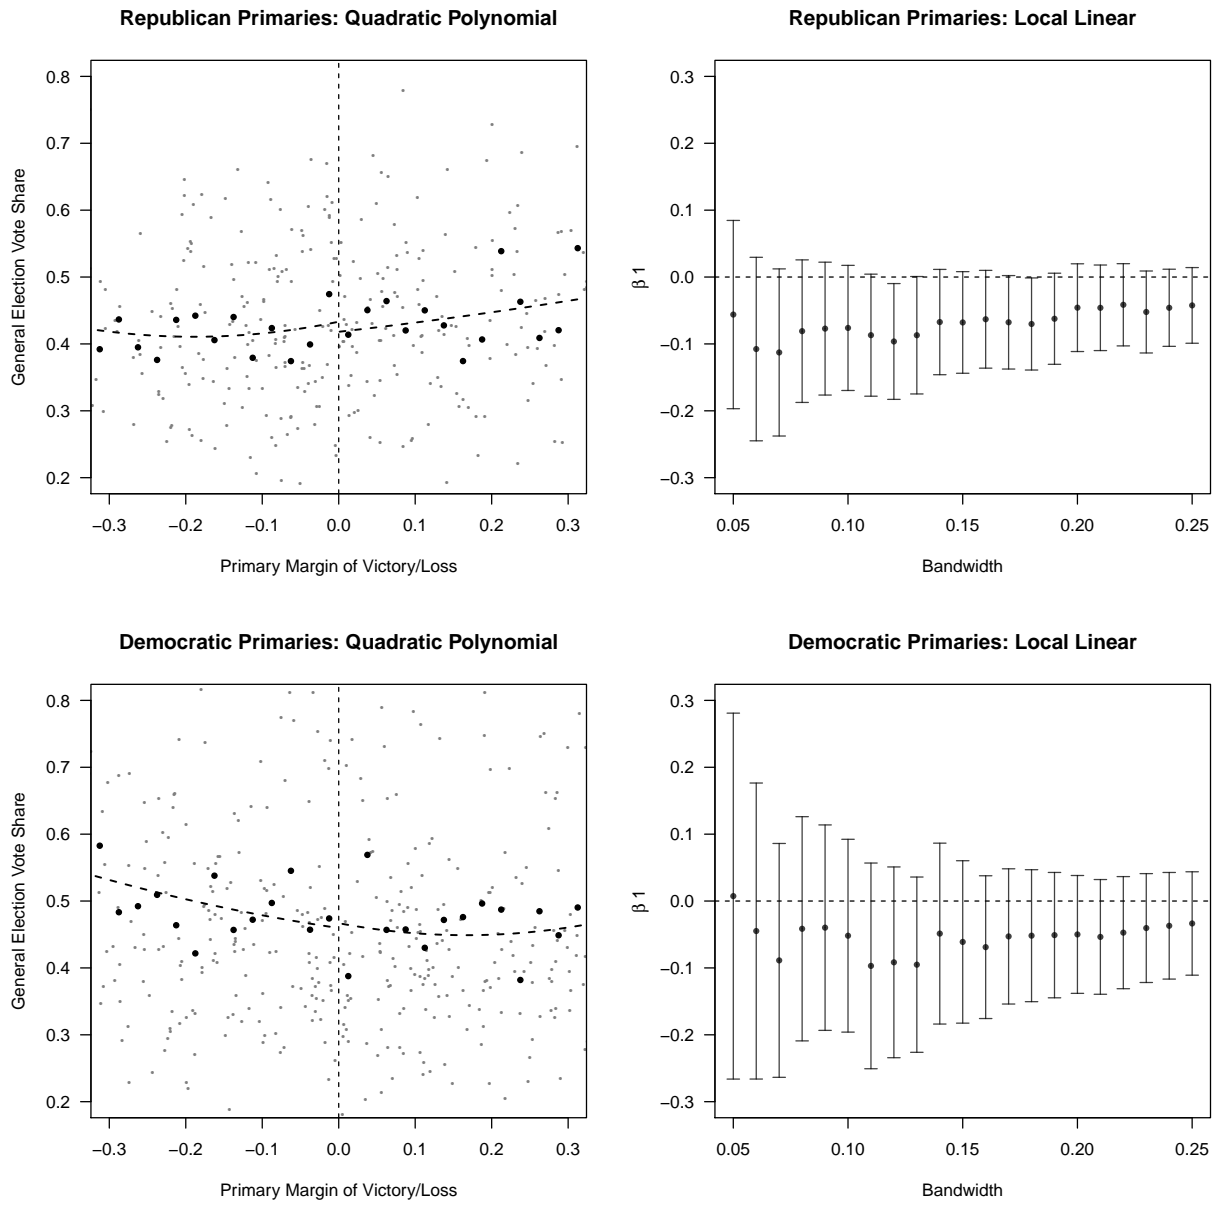 Republican Primaries: Quadratic Polynomial
General Election Vote Share
0.8
0.7
0.6
0.5
0.4
0.3
0.2
−0.3 −0.2 −0.1 0.0 0.1 0.2 0.3
Primary Margin of Victory/Loss
Republican Primaries: Local Linear
β 1
0.3
0.2
0.1
0.0
−0.1
−0.2
−0.3
0.05 0.10 0.15 0.20 0.25
Bandwidth
Democratic Primaries: Quadratic Polynomial
General Election Vote Share
0.8
0.7
0.6
0.5
0.4
0.3
0.2
−0.3 −0.2 −0.1 0.0 0.1 0.2 0.3
Primary Margin of Victory/Loss
Democratic Primaries: Local Linear
β 1
0.3
0.2
0.1
0.0
−0.1
−0.2
−0.3
0.05 0.10 0.15 0.20 0.25
Bandwidth